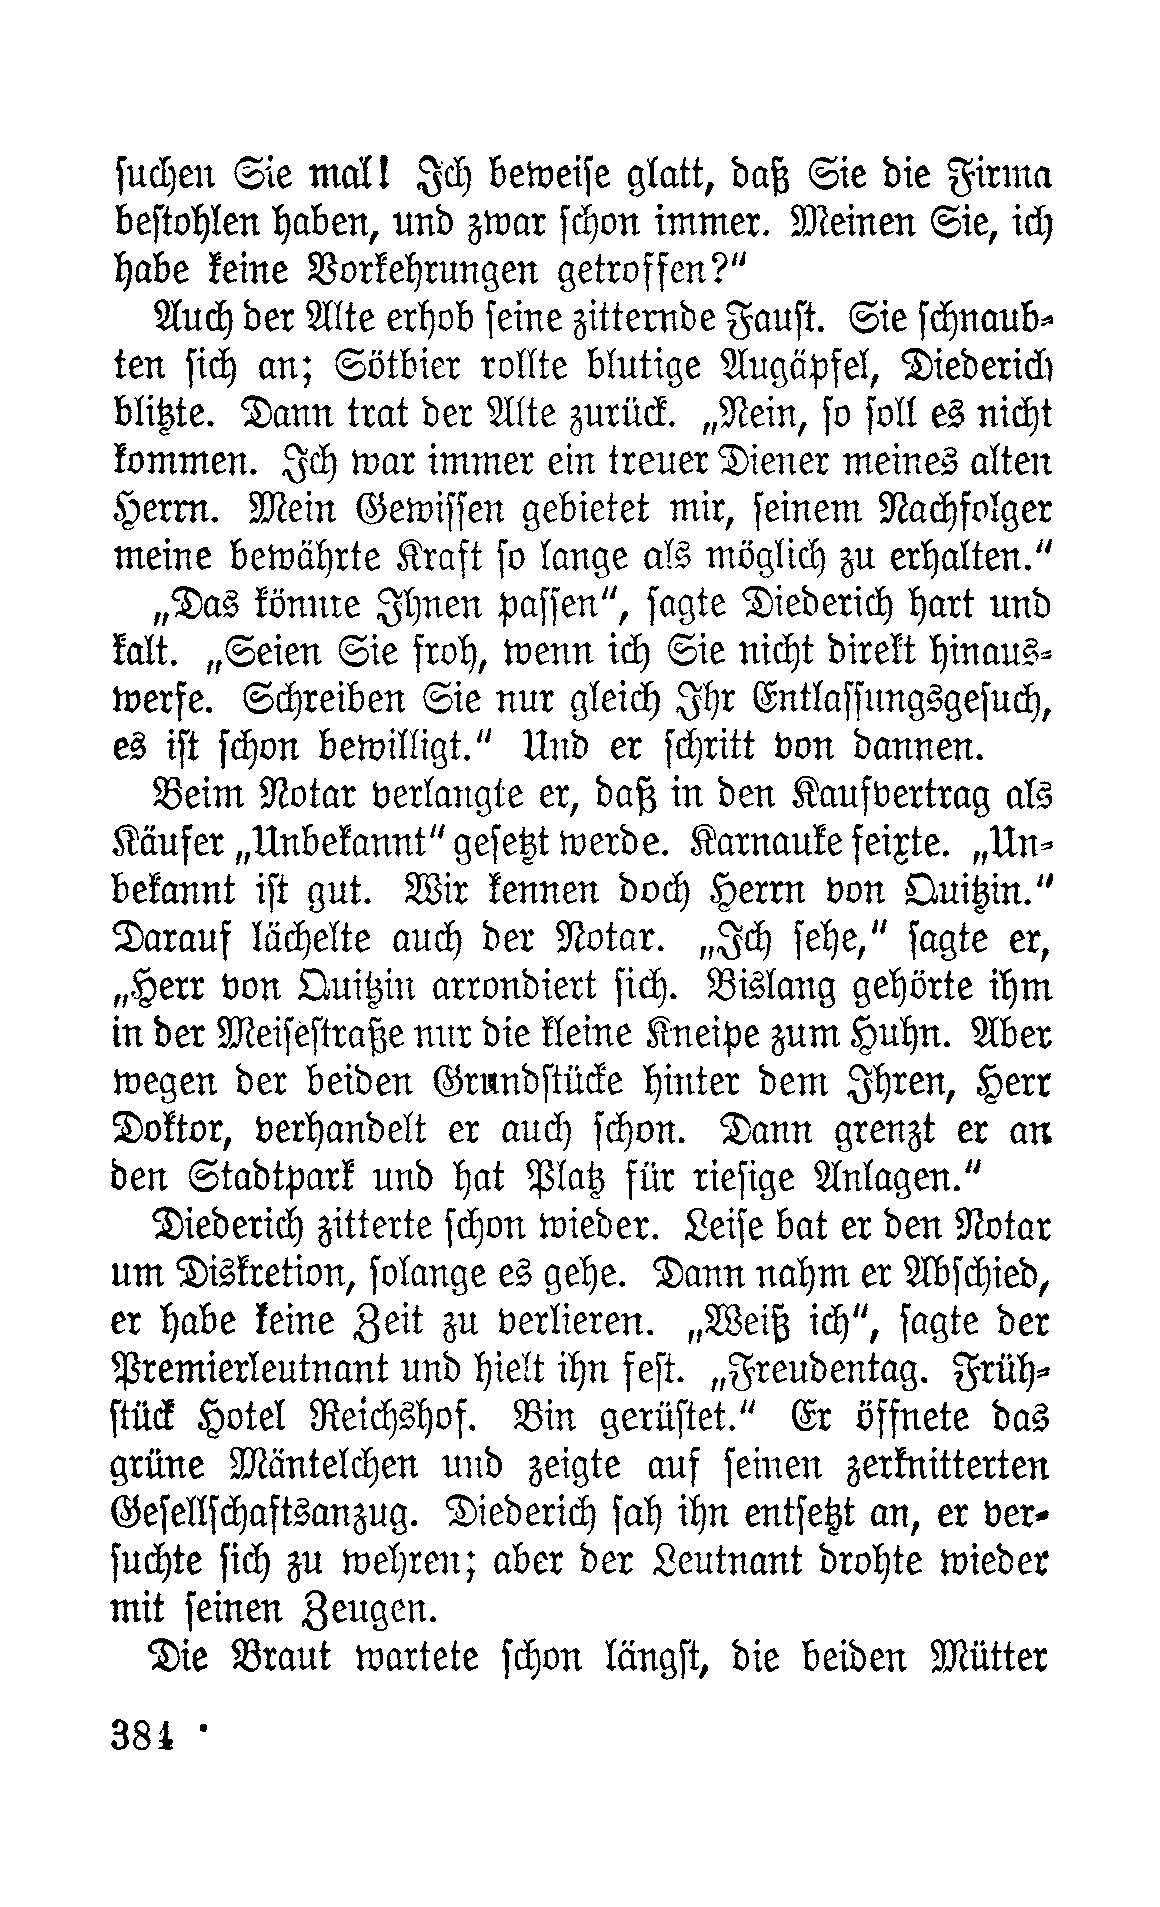 suchen Sie mal! Ich beweise glatt, daß Sie die Firma
bestohlen haben, und zwar schon immer. Meinen Sie, ich
habe keine Vorkehrungen getroffen?"
Auch der Alte erhob seine zitternde Faust. Sie schnaub-
ten sich an; Sötbier rollte blutige Augäpfel, Diederich
blitzte. Dann trat der Alte zurück. „Nein, so soll es nicht
kommen. Ich war immer ein treuer Diener meines alten
Herrn. Mein Gewissen gebietet mir, seinem Nachfolger
meine bewährte Kraft so lange als möglich zu erhalten."
„Das könnte Ihnen passen", sagte Diederich hart und
kalt. „Seien Sie froh, wenn ich Sie nicht direkt hinaus-
werfe. Schreiben Sie nur gleich Ihr Entlassungsgesuch,
es ist schon bewilligt." Und er schritt von dannen.
Beim Notar verlangte er, daß in den Kaufvertrag als
Käufer „Unbekannt" gesetzt werde. Karnauke feixte. „Un-
bekannt ist gut. Wir kennen doch Herrn von Quitzin."
Darauf lächelte auch der Notar. „Ich sehe," sagte er,
„Herr von Quitzin arrondiert sich. Bislang gehörte ihm
in der Meisestraße nur die kleine Kneipe zum Huhn. Aber
wegen der beiden Grundstücke hinter dem Ihren, Herr
Doktor, verhandelt er auch schon. Dann grenzt er an
den Stadtpark und hat Platz für riesige Anlagen."
Diederich zitterte schon wieder. Leise bat er den Notar
um Diskretion, solange es gehe. Dann nahm er Abschied,
er habe keine Zeit zu verlieren. „Weiß ich", sagte der
Premierleutnant und hielt ihn fest. „Freudentag. Früh-
stück Hotel Reichshof. Bin gerüstet." Er öffnete das
grüne Mäntelchen und zeigte auf seinen zerknitterten
Gesellschaftsanzug. Diederich sah ihn entsetzt an, er ver-
suchte sich zu wehren; aber der Leutnant drohte wieder
mit seinen Zeugen.
Die Braut wartete schon längst, die beiden Mütter
384